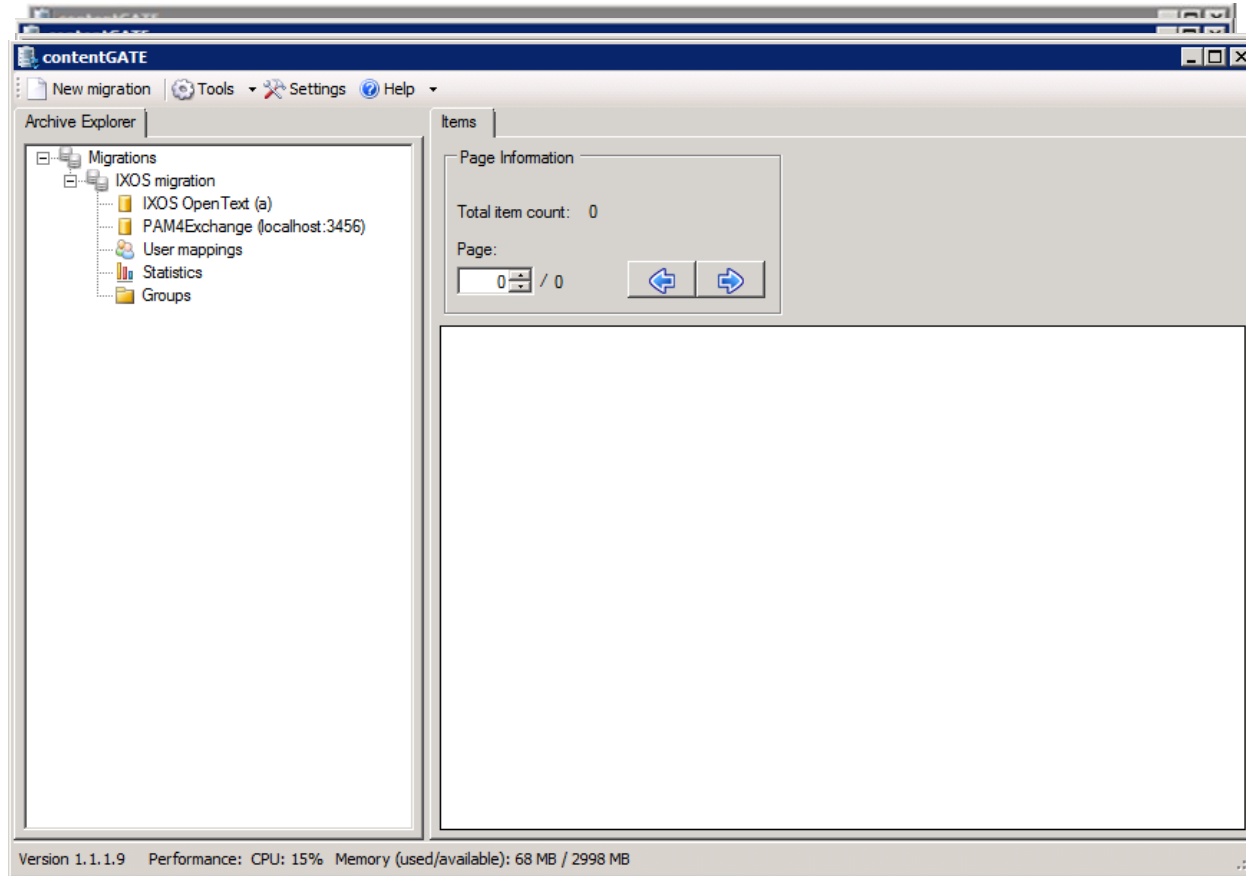 contentGATE
New migration Tools Settings Help
Archive Explorer
Migrations
IXOS migration
IXOS OpenText (a)
PAM4Exchange (localhost:3456)
User mappings
Statistics
Groups
Items
Page Information
Total item count: 0
Page:
0 / 0
Version 1.1.1.9 Performance: CPU: 15% Memory (used/available): 68 MB / 2998 MB